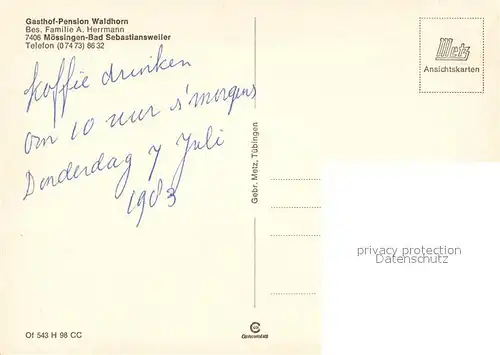 Gasthof-Pension Waldhorn
Bes. Familie A. Herrmann
7406 Mössingen-Bad Sebastiansweiler
Telefon (07473) 8632
Metz
Ansichtskarten
koffie drinken
om 10 uur s'morgens
Donderdag 7 Juli
1983
Gebr. Metz, Tübingen
privacy protection
Of 543 H 98 CC